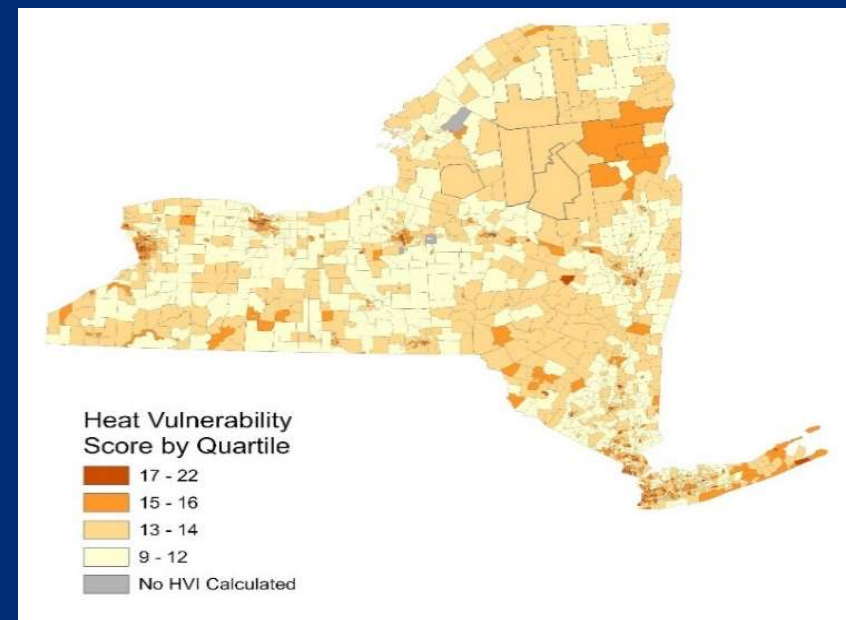 Heat Vulnerability
Score by Quartile
17 - 22
15 - 16
13 - 14
9 - 12
No HVI Calculated